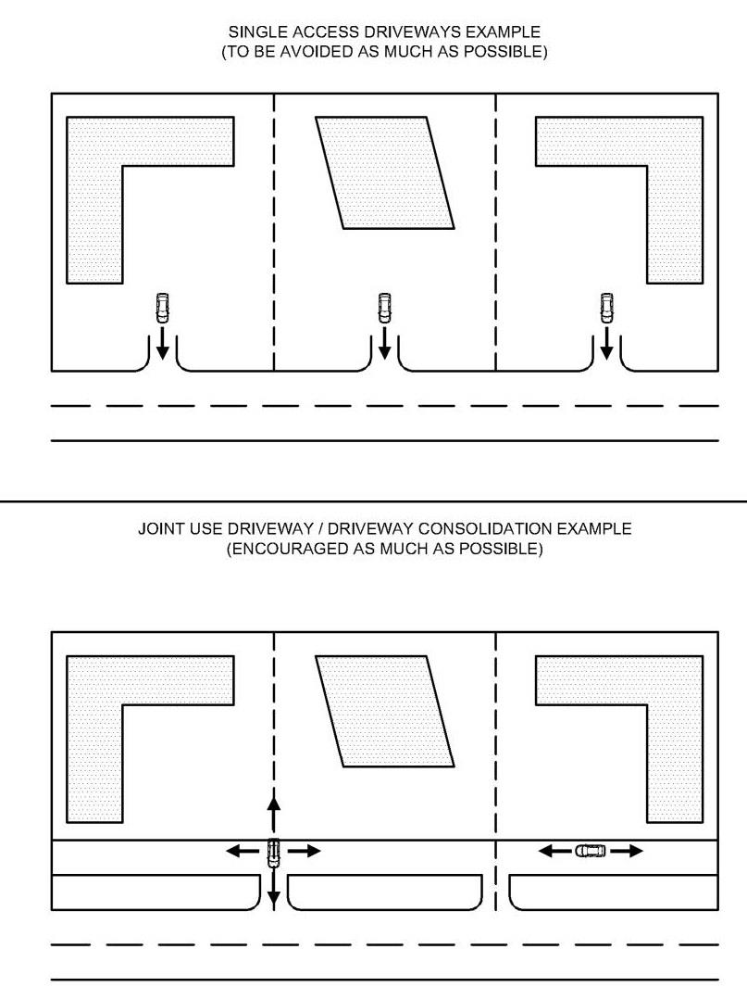 SINGLE ACCESS DRIVEWAYS EXAMPLE
(TO BE AVOIDED AS MUCH AS POSSIBLE)
JOINT USE DRIVEWAY / DRIVEWAY CONSOLIDATION EXAMPLE
(ENCOURAGED AS MUCH AS POSSIBLE)